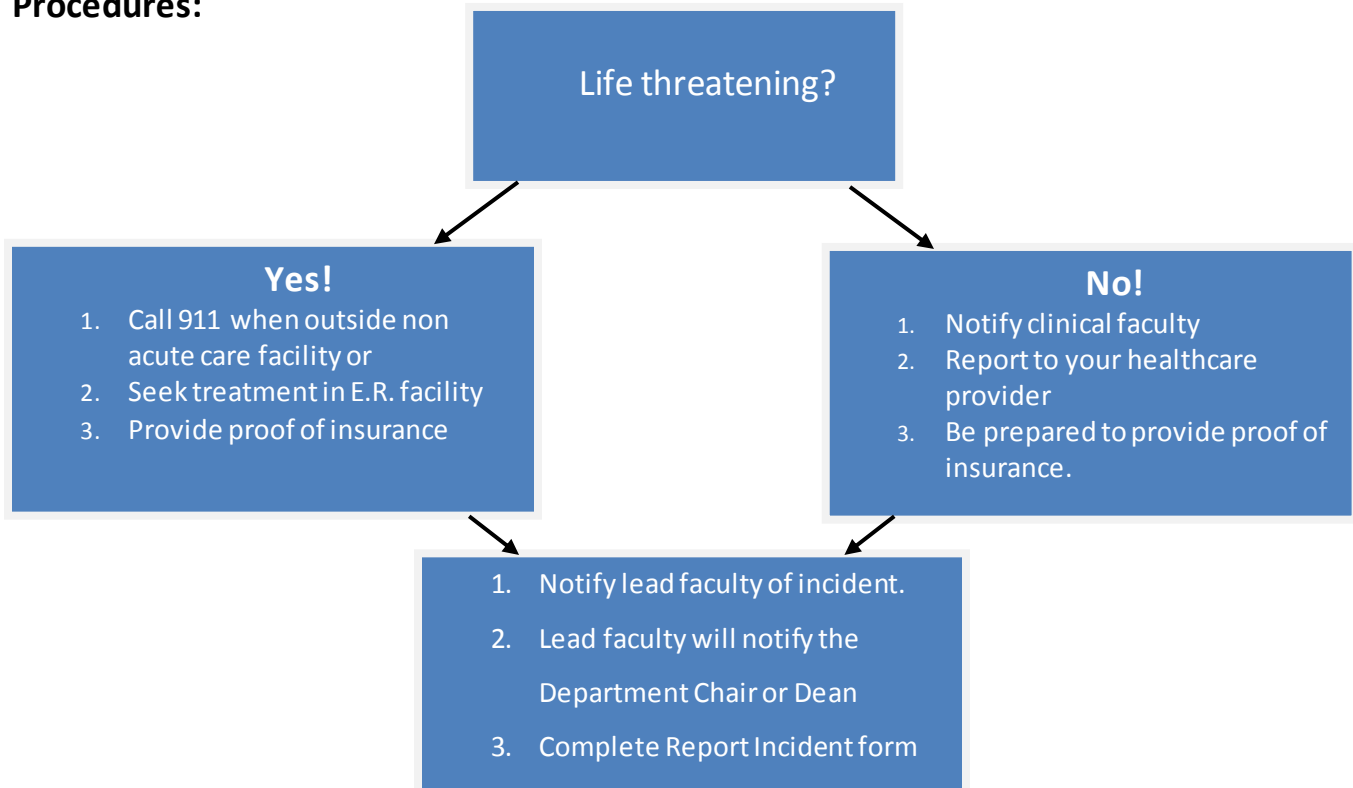 Procedures:
Life threatening?
Yes!
1. Call 911 when outside non
acute care facility or
2. Seek treatment in E.R. facility
3. Provide proof of insurance
No!
1. Notify clinical faculty
2. Report to your healthcare
provider
3. Be prepared to provide proof of
insurance.
1. Notify lead faculty of incident.
2. Lead faculty will notify the
Department Chair or Dean
3. Complete Report Incident form